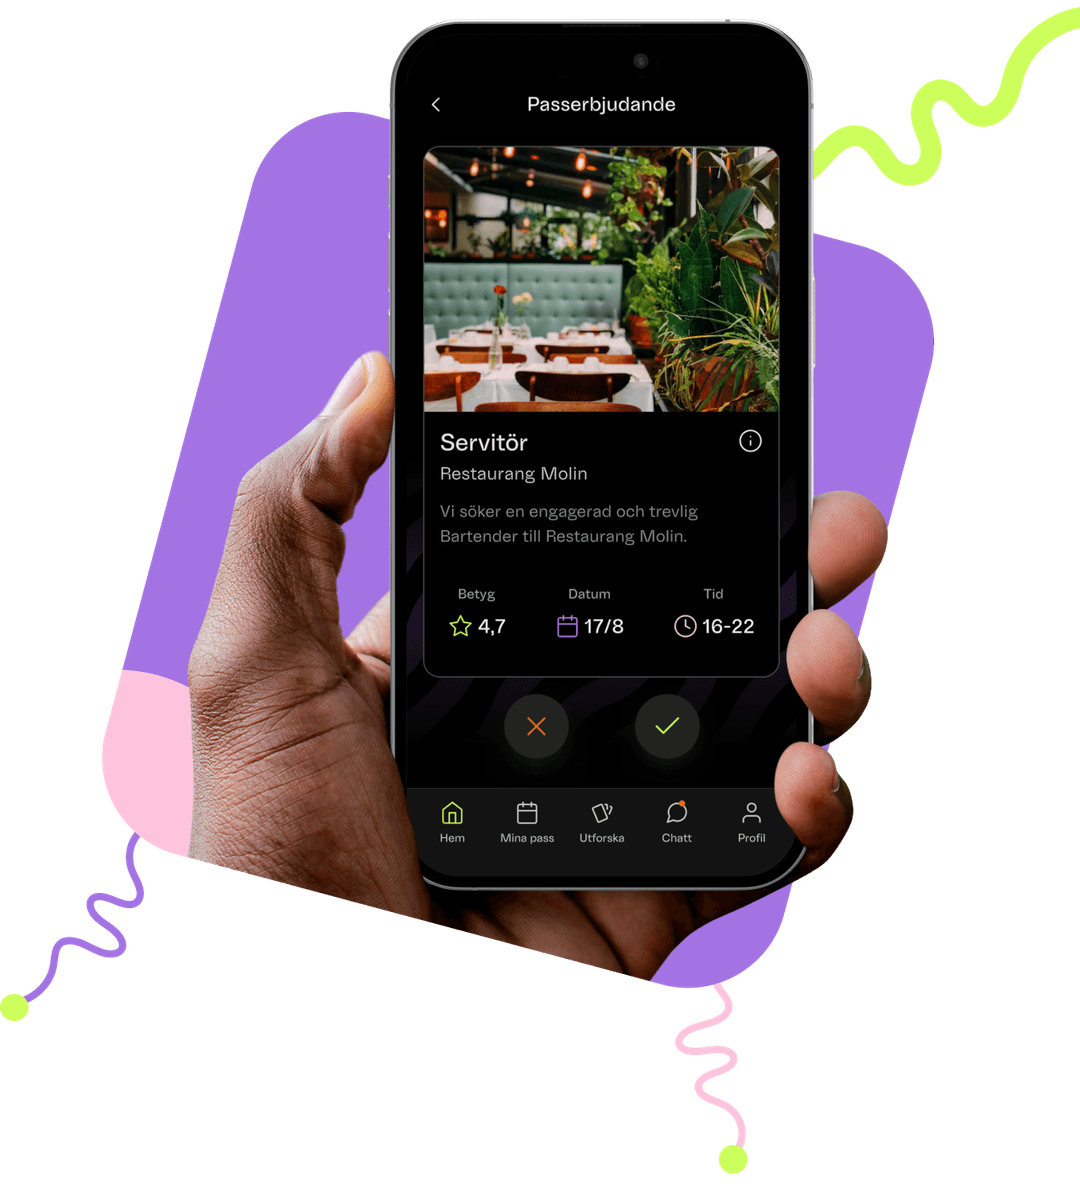 Passerbjudande
Servitör
Restaurang Molin
Vi söker en engagerad och trevlig
Bartender till Restaurang Molin.
Betyg Datum Tid
4,7 17/8 16-22
Hem Mina pass Utforska Chatt Profil